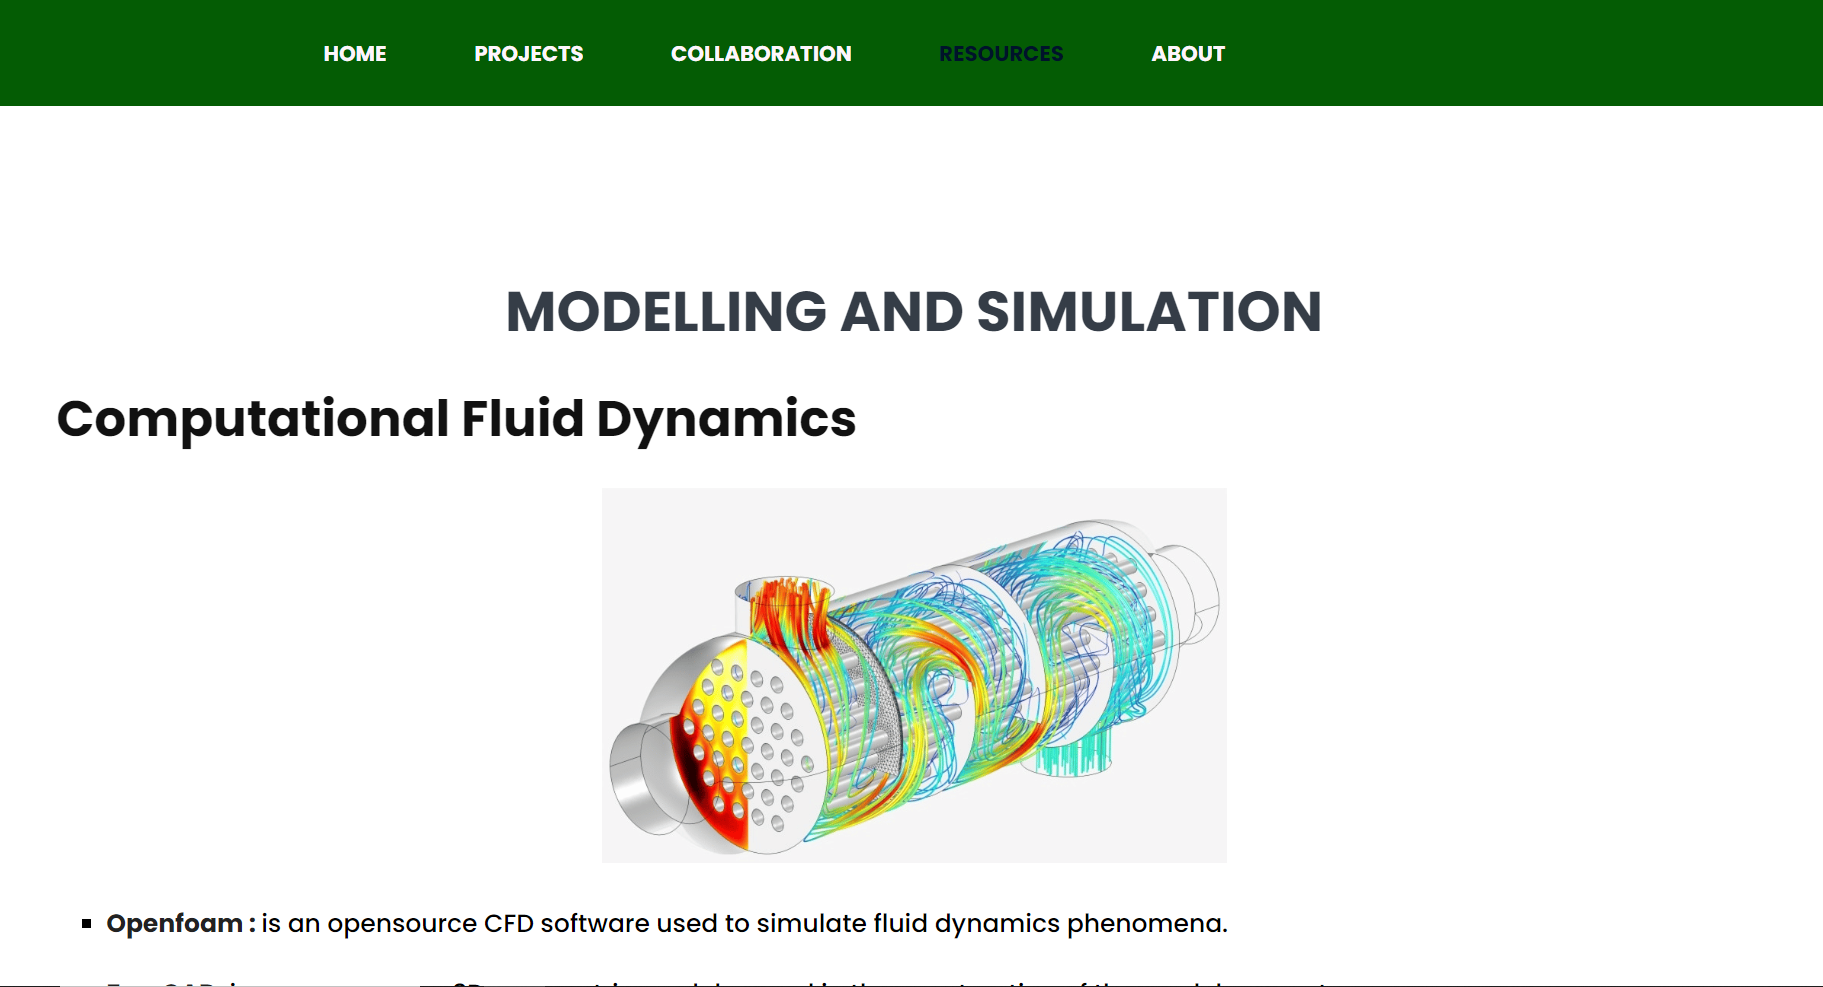 HOME PROJECTS COLLABORATION RESOURCES ABOUT
MODELLING AND SIMULATION
Computational Fluid Dynamics
Openfoam : is an opensource CFD software used to simulate fluid dynamics phenomena.